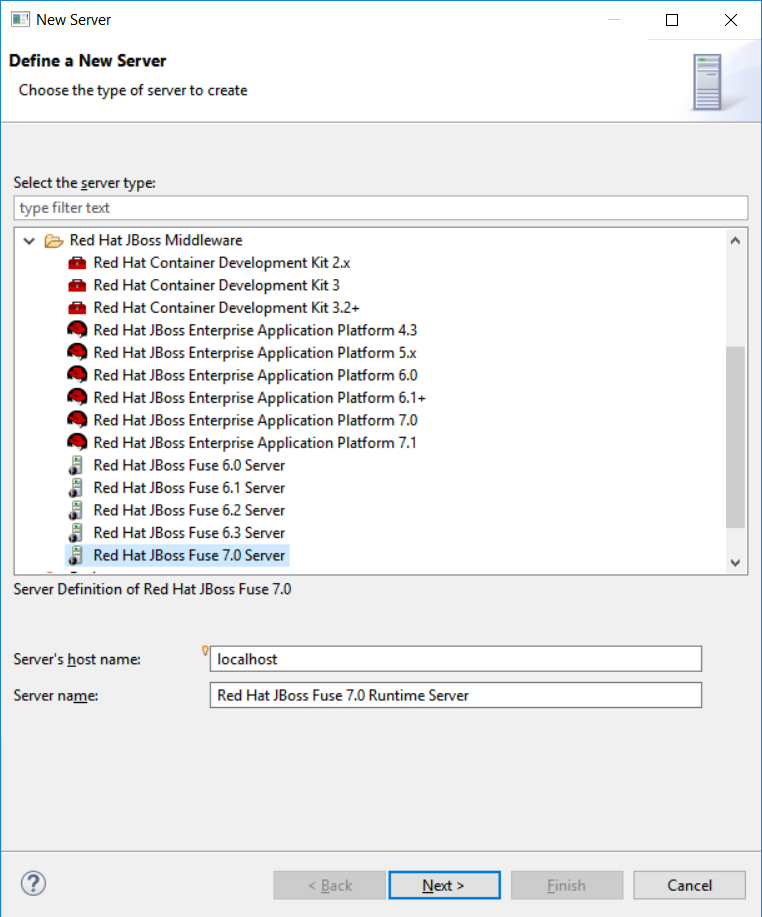 New Server
Define a New Server
Choose the type of server to create
Select the server type:
type filter text
Red Hat JBoss Middleware
Red Hat Container Development Kit 2.x
Red Hat Container Development Kit 3
Red Hat Container Development Kit 3.2+
Red Hat JBoss Enterprise Application Platform 4.3
Red Hat JBoss Enterprise Application Platform 5.x
Red Hat JBoss Enterprise Application Platform 6.0
Red Hat JBoss Enterprise Application Platform 6.1+
Red Hat JBoss Enterprise Application Platform 7.0
Red Hat JBoss Enterprise Application Platform 7.1
Red Hat JBoss Fuse 6.0 Server
Red Hat JBoss Fuse 6.1 Server
Red Hat JBoss Fuse 6.2 Server
Red Hat JBoss Fuse 6.3 Server
Red Hat JBoss Fuse 7.0 Server
Server Definition of Red Hat JBoss Fuse 7.0
Server's host name: localhost
Server name: Red Hat JBoss Fuse 7.0 Runtime Server
? < Back Next > Finish Cancel